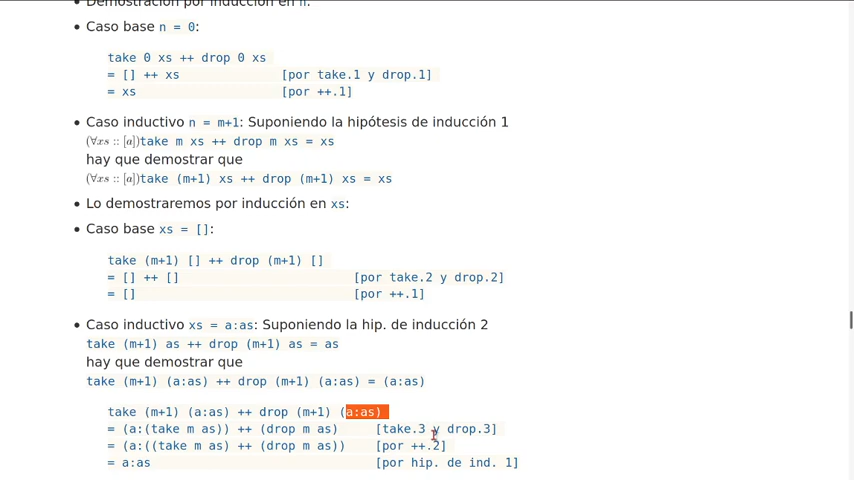 Demostración por inducción en n:
Caso base n = 0:
take 0 xs ++ drop 0 xs
= [] ++ xs [por take.1 y drop.1]
= xs [por ++.1]
Caso inductivo n = m+1: Suponiendo la hipótesis de inducción 1
(∀xs :: [a])take m xs ++ drop m xs = xs
hay que demostrar que
(∀xs :: [a])take (m+1) xs ++ drop (m+1) xs = xs
Lo demostraremos por inducción en xs:
Caso base xs = []:
take (m+1) [] ++ drop (m+1) []
= [] ++ [] [por take.2 y drop.2]
= [] [por ++.1]
Caso inductivo xs = a:as: Suponiendo la hip. de inducción 2
take (m+1) as ++ drop (m+1) as = as
hay que demostrar que
take (m+1) (a:as) ++ drop (m+1) (a:as) = (a:as)
take (m+1) (a:as) ++ drop (m+1) (a:as)
= (a:(take m as)) ++ (drop m as) [take.3 y drop.3]
= (a:((take m as) ++ (drop m as)) [por ++.2]
= a:as [por hip. de ind. 1]